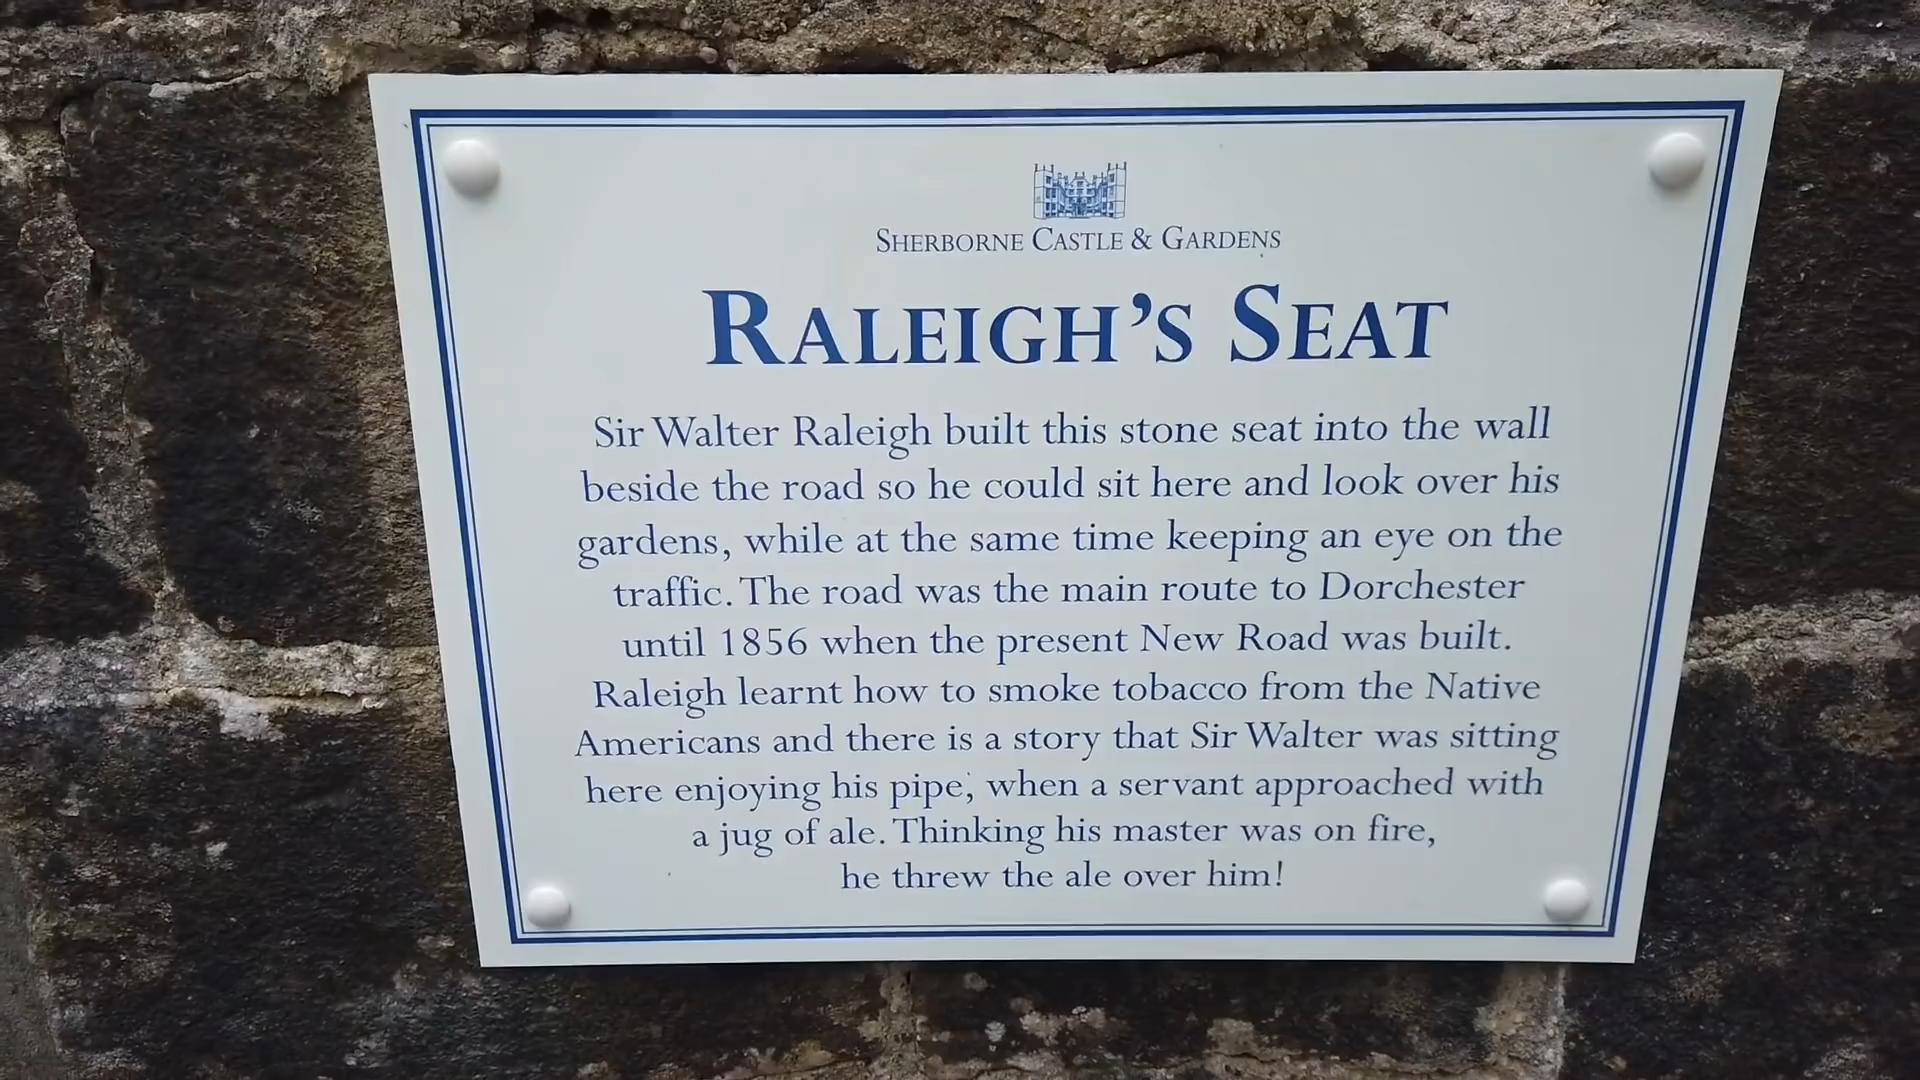 SHERBORNE CASTLE & GARDENS
RALEIGH'S SEAT
Sir Walter Raleigh built this stone seat into the wall
beside the road so he could sit here and look over his
gardens, while at the same time keeping an eye on the
traffic. The road was the main route to Dorchester
until 1856 when the present New Road was built.
Raleigh learnt how to smoke tobacco from the Native
Americans and there is a story that Sir Walter was sitting
here enjoying his pipe, when a servant approached with
a jug of ale. Thinking his master was on fire,
he threw the ale over him!